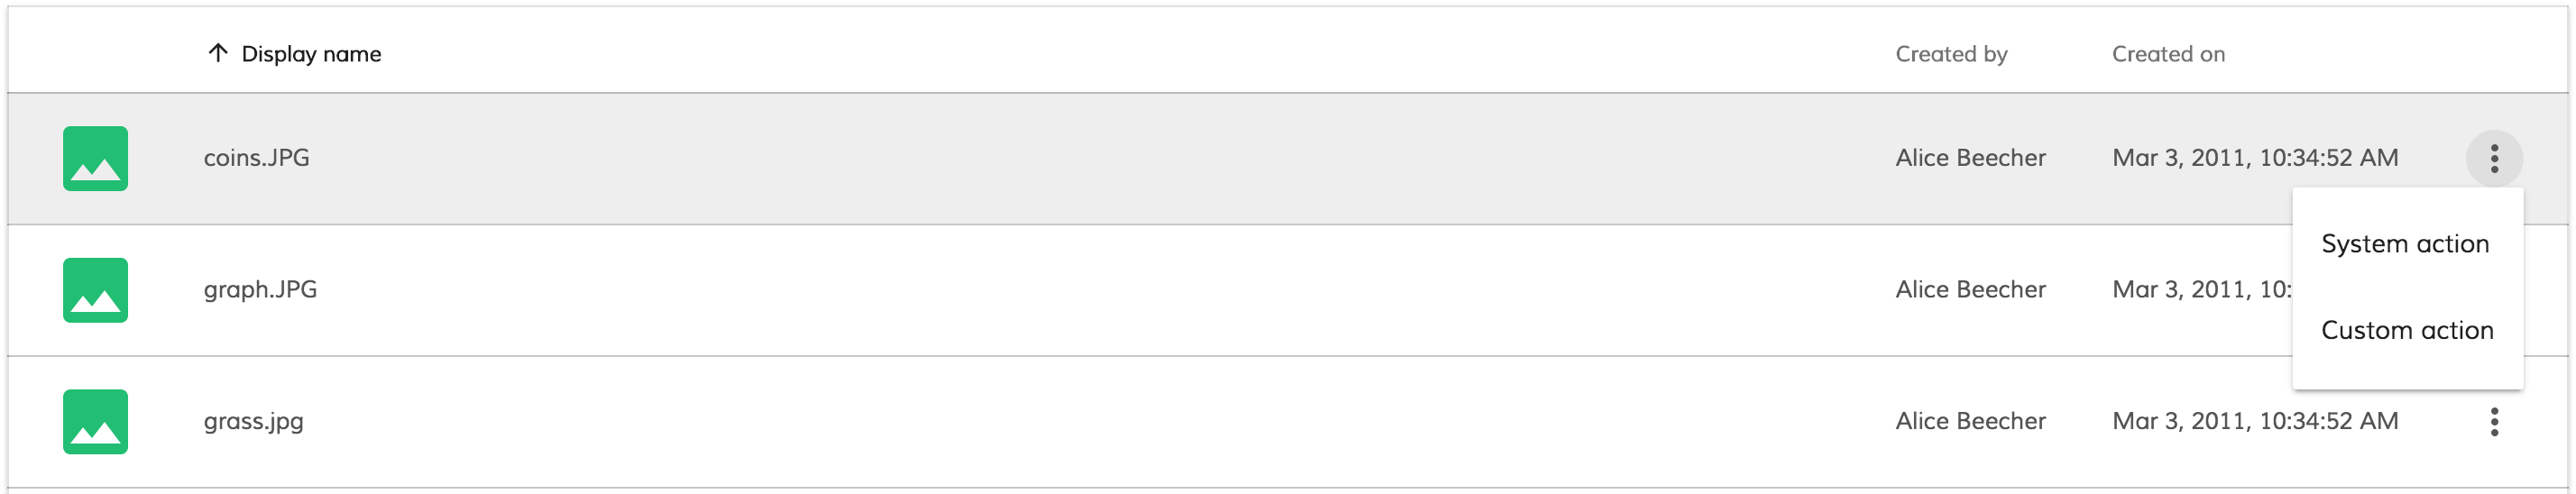 Display name Created by Created on
coins.JPG Alice Beecher Mar 3, 2011, 10:34:52 AM
System action
graph.JPG Alice Beecher Mar 3, 2011, 10:
Custom action
grass.jpg Alice Beecher Mar 3, 2011, 10:34:52 AM